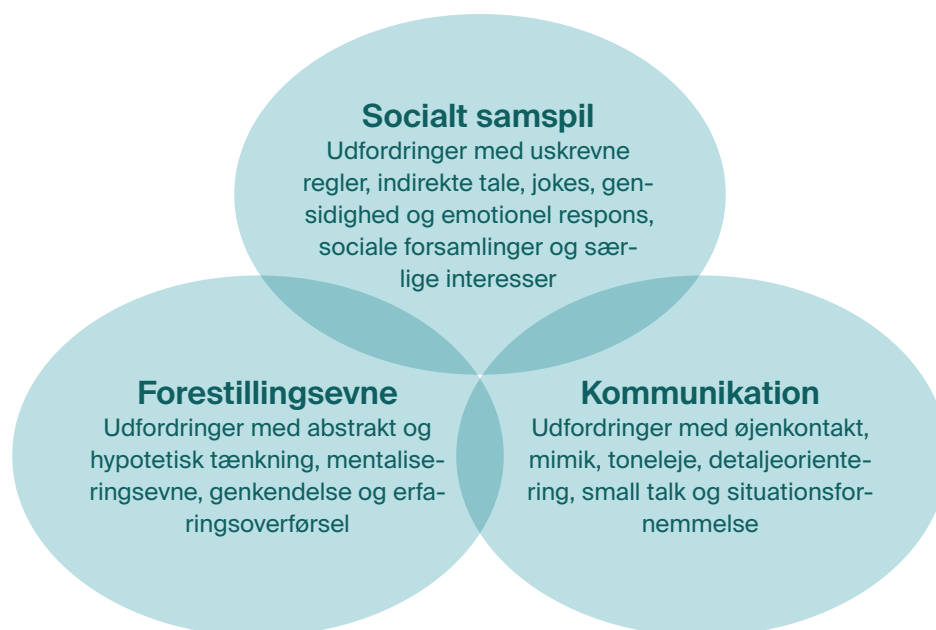 Socialt samspil
Udfordringer med uskrevne
regler, indirekte tale, jokes, gen-
sidighed og emotionel respons,
sociale forsamlinger og sær-
lige interesser
Forestillingsevne
Udfordringer med abstrakt og
hypotetisk tænkning, mentalise-
ringsevne, genkendelse og erfa-
ringsoverførsel
Kommunikation
Udfordringer med øjenkontakt,
mimik, toneleje, detaljeoriente-
ring, small talk og situationsfor-
nemmelse